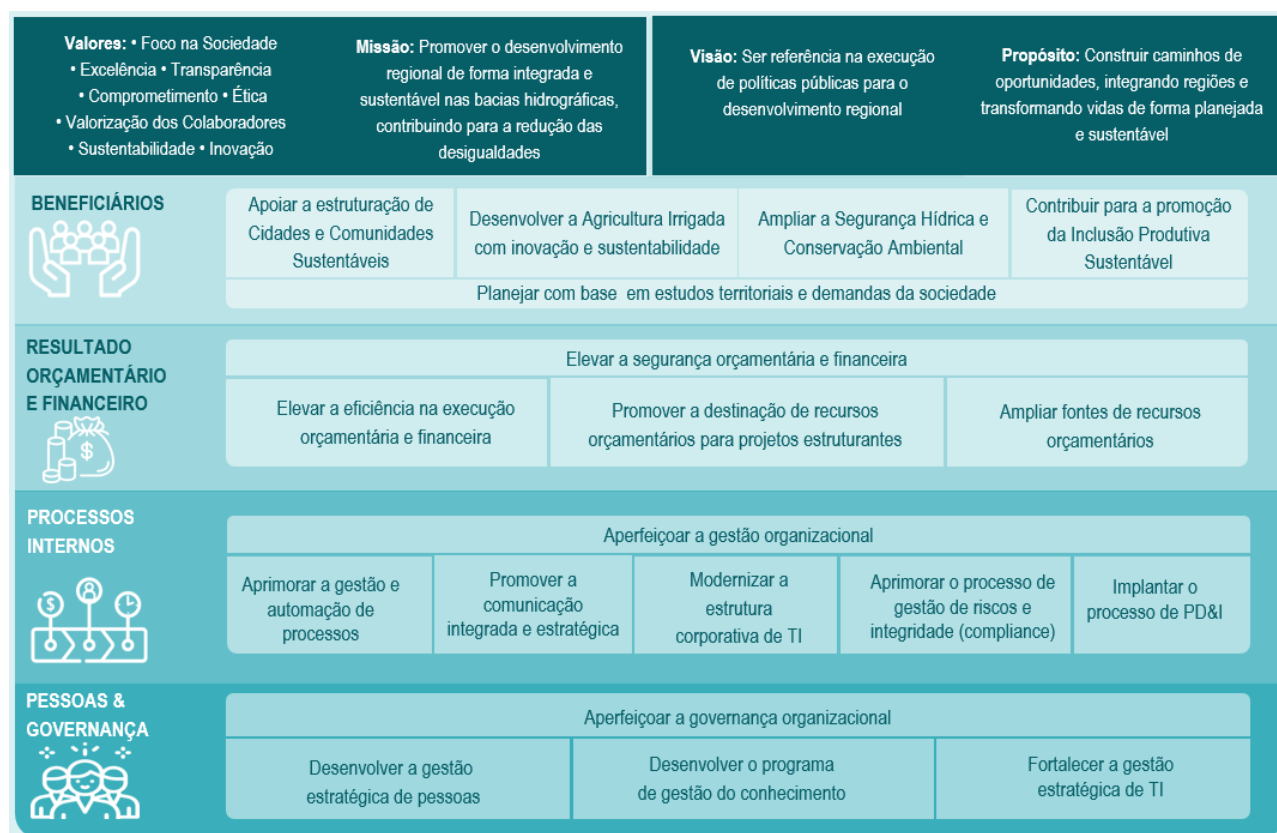 Valores: • Foco na Sociedade
• Excelência • Transparência
• Comprometimento • Ética
• Valorização dos Colaboradores
• Sustentabilidade • Inovação
Missão: Promover o desenvolvimento
regional de forma integrada e
sustentável nas bacias hidrográficas,
contribuindo para a redução das
desigualdades
Visão: Ser referência na execução
de políticas públicas para o
desenvolvimento regional
Propósito: Construir caminhos de
oportunidades, integrando regiões e
transformando vidas de forma planejada
e sustentável
BENEFICIÁRIOS
Apoiar a estruturação de
Cidades e Comunidades
Sustentáveis
Desenvolver a Agricultura Irrigada
com inovação e sustentabilidade
Ampliar a Segurança Hídrica e
Conservação Ambiental
Contribuir para a promoção
da Inclusão Produtiva
Sustentável
Planejar com base em estudos territoriais e demandas da sociedade
RESULTADO
ORÇAMENTÁRIO
E FINANCEIRO
$
Elevar a segurança orçamentária e financeira
Elevar a eficiência na execução
orçamentária e financeira
Promover a destinação de recursos
orçamentários para projetos estruturantes
Ampliar fontes de recursos
orçamentários
PROCESSOS
INTERNOS
$
Aperfeiçoar a gestão organizacional
Aprimorar a gestão e
automação de
processos
Promover a
comunicação
integrada e estratégica
Modernizar a
estrutura
corporativa de TI
Aprimorar o processo de
gestão de riscos e
integridade (compliance)
Implantar o
processo de PD&I
PESSOAS &
GOVERNANÇA
Aperfeiçoar a governança organizacional
Desenvolver a gestão
estratégica de pessoas
Desenvolver o programa
de gestão do conhecimento
Fortalecer a gestão
estratégica de TI